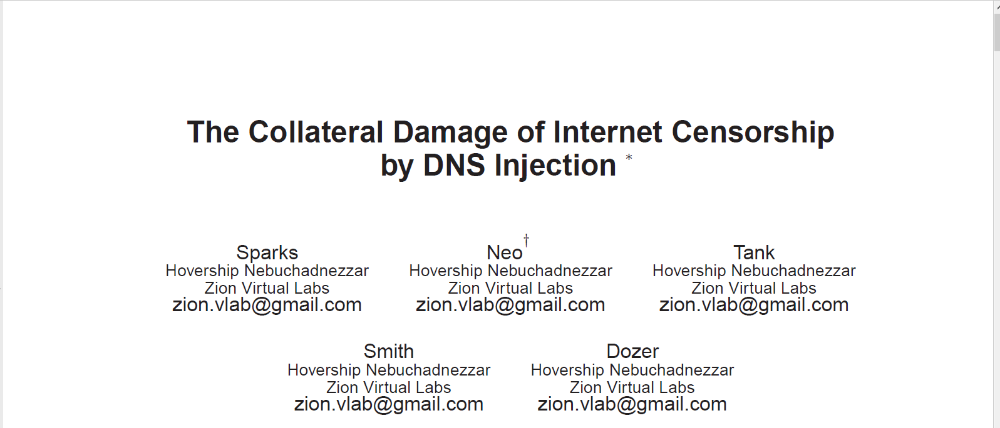 The Collateral Damage of Internet Censorship
by DNS Injection *
Sparks
Hovership Nebuchadnezzar
Zion Virtual Labs
zion.vlab@gmail.com
Neo†
Hovership Nebuchadnezzar
Zion Virtual Labs
zion.vlab@gmail.com
Tank
Hovership Nebuchadnezzar
Zion Virtual Labs
zion.vlab@gmail.com
Smith
Hovership Nebuchadnezzar
Zion Virtual Labs
zion.vlab@gmail.com
Dozer
Hovership Nebuchadnezzar
Zion Virtual Labs
zion.vlab@gmail.com